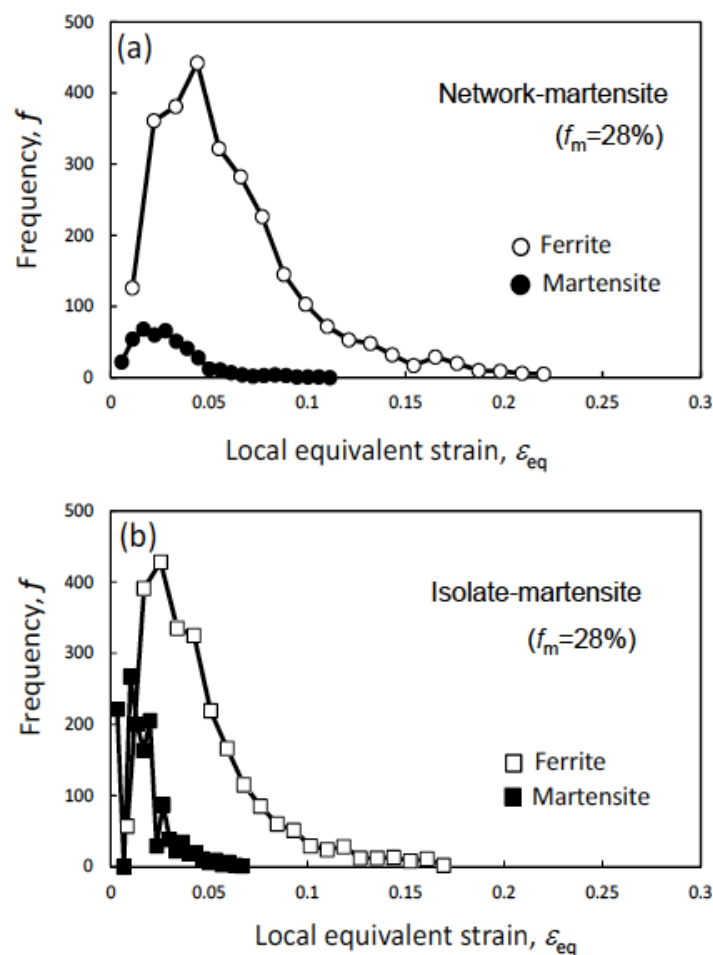 (a)
Network-martensite
(fm=28%)
Ferrite
Martensite
Frequency, f
500
400
300
200
100
0
0
0.05
0.1
0.15
0.2
0.25
0.3
Local equivalent strain, εeq
(b)
Isolate-martensite
(fm=28%)
Ferrite
Martensite
Frequency, f
500
400
300
200
100
0
0
0.05
0.1
0.15
0.2
0.25
0.3
Local equivalent strain, εeq